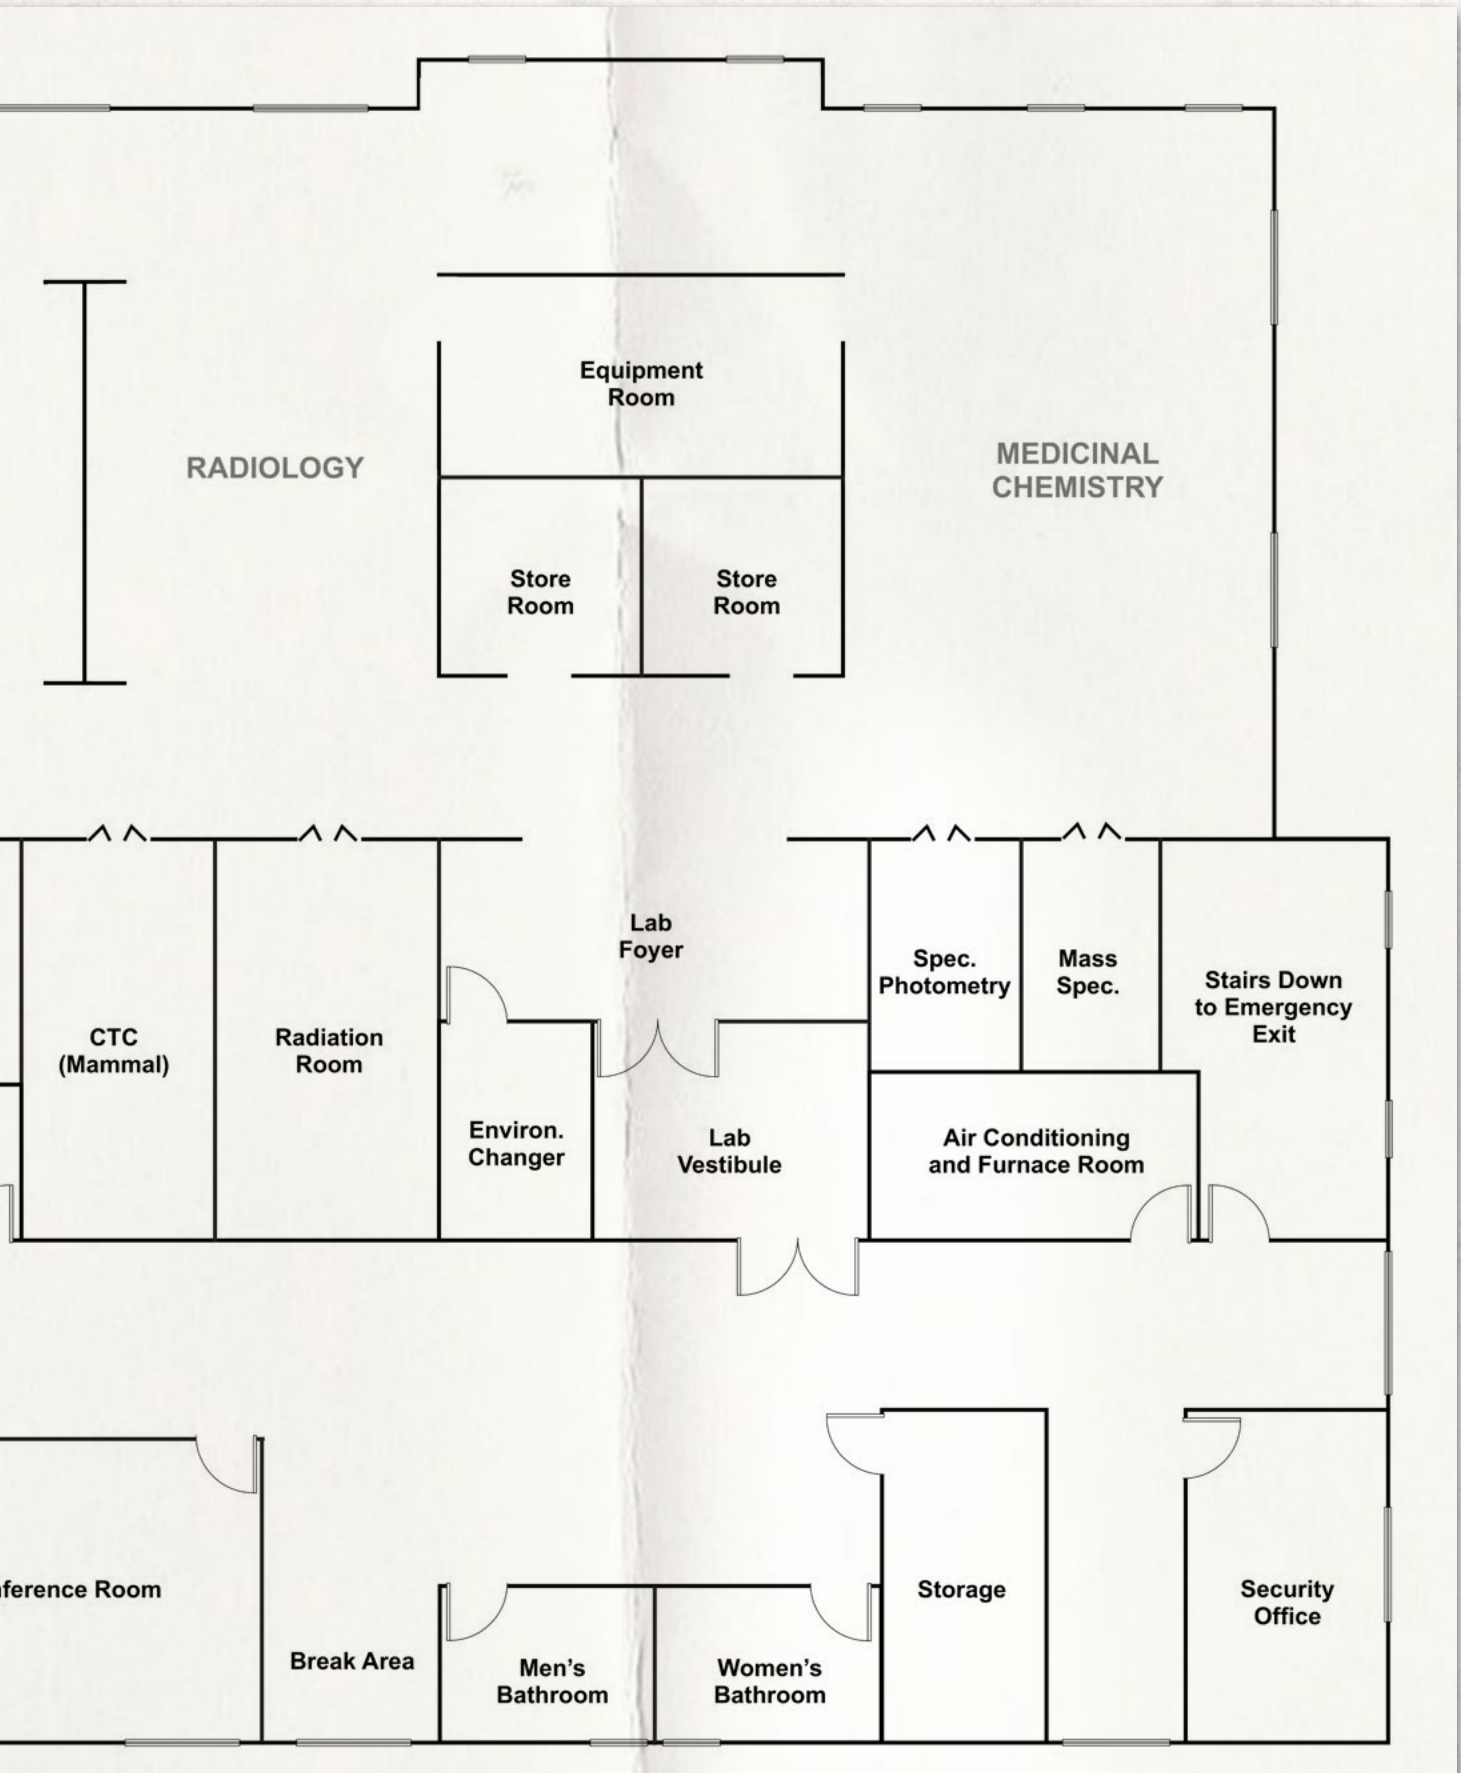 Equipment
Room
RADIOLOGY
MEDICINAL
CHEMISTRY
Store
Room
Store
Room
Lab
Foyer
Spec.
Photometry
Mass
Spec.
Stairs Down
to Emergency
Exit
CTC
(Mammal)
Radiation
Room
Environ.
Changer
Lab
Vestibule
Air Conditioning
and Furnace Room
ference Room
Storage
Security
Office
Break Area
Men’s
Bathroom
Women’s
Bathroom